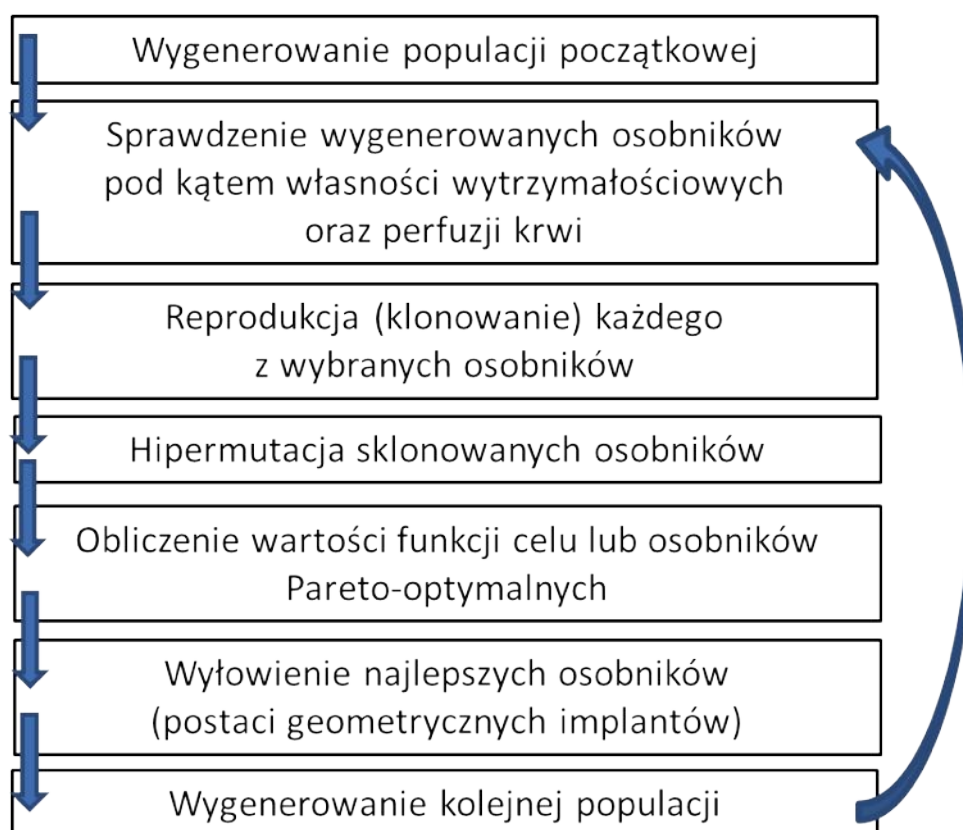 Wygenerowanie populacji początkowej
Sprawdzenie wygenerowanych osobników
pod kątem własności wytrzymałościowych
oraz perfuzji krwi
Reprodukcja (klonowanie) każdego
z wybranych osobników
Hipermutacja sklonowanych osobników
Obliczenie wartości funkcji celu lub osobników
Pareto-optymalnych
Wyłowienie najlepszych osobników
(postaci geometrycznych implantów)
Wygenerowanie kolejnej populacji